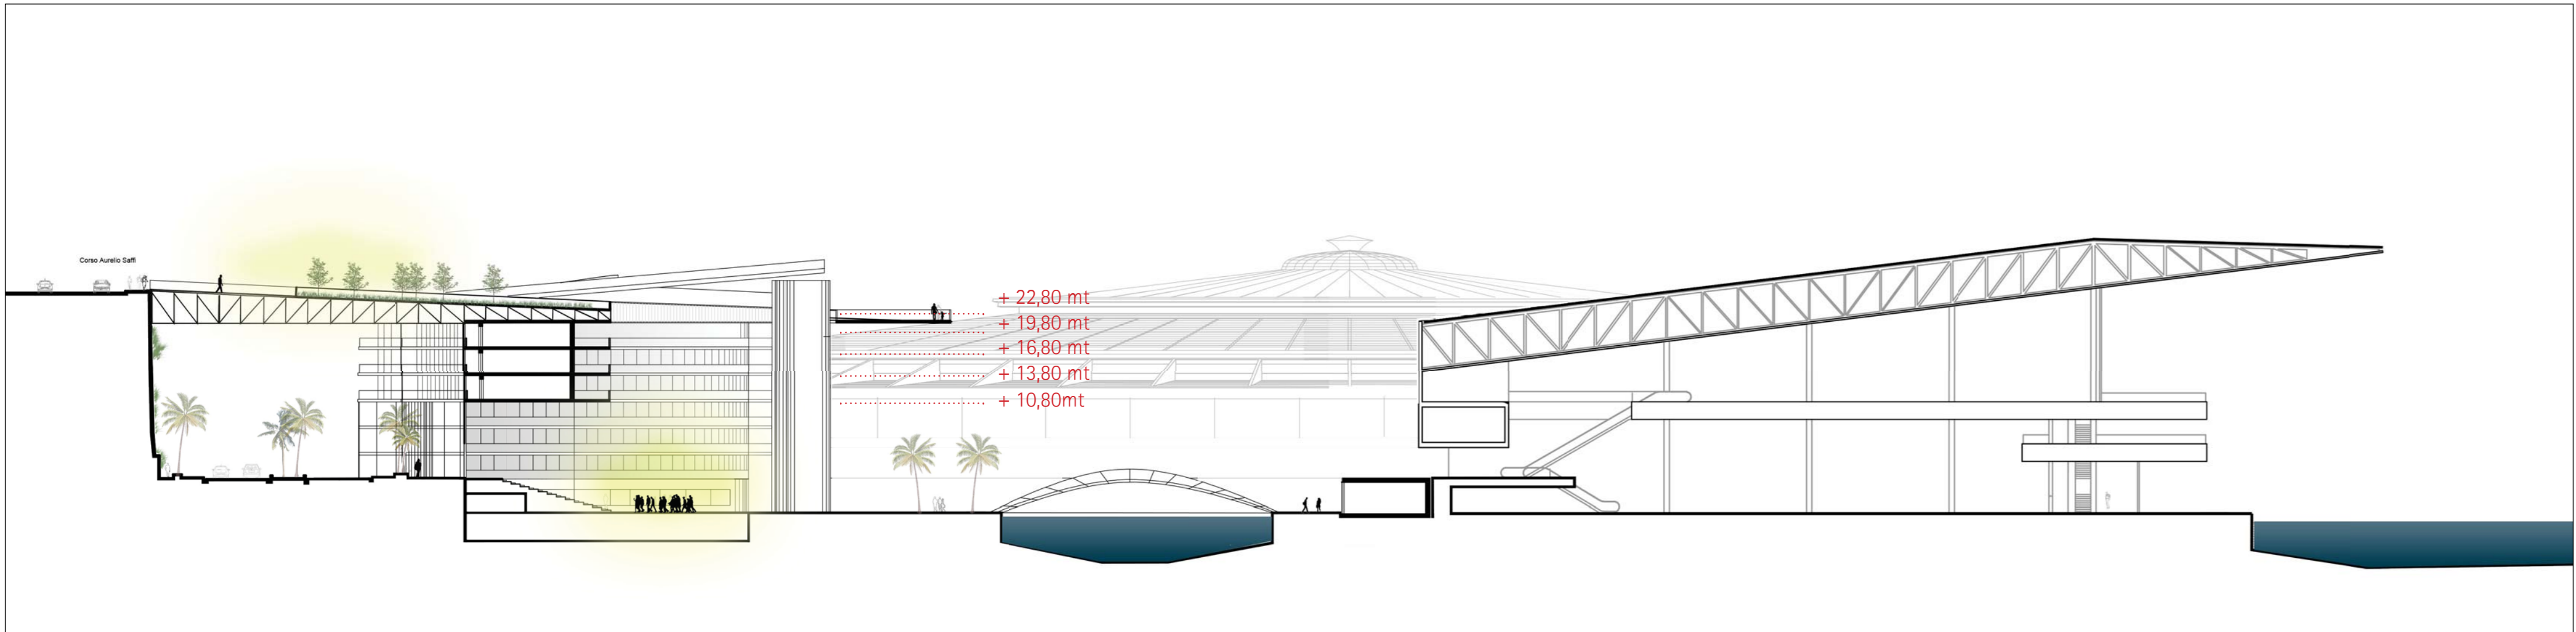 Corso Aurelio Saffi
+ 22,80 mt
+ 19,80 mt
+ 16,80 mt
+ 13,80 mt
+ 10,80mt